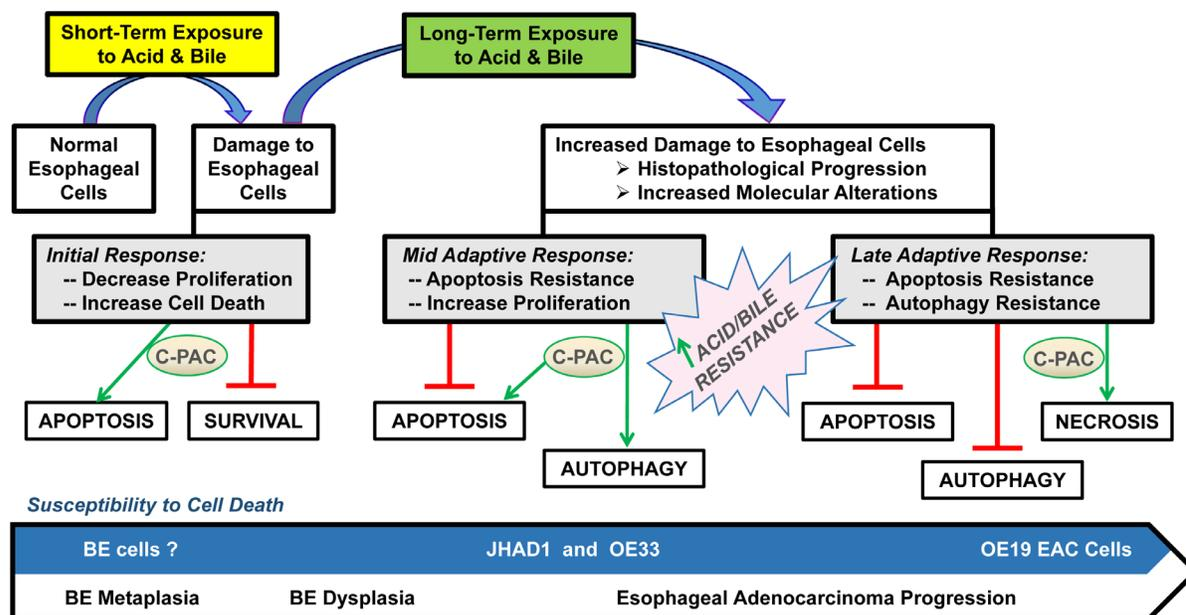 Short-Term Exposure
to Acid & Bile
Long-Term Exposure
to Acid & Bile
Normal
Esophageal
Cells
Damage to
Esophageal
Cells
Increased Damage to Esophageal Cells
➢ Histopathological Progression
➢ Increased Molecular Alterations
Initial Response:
-- Decrease Proliferation
-- Increase Cell Death
Mid Adaptive Response:
-- Apoptosis Resistance
-- Increase Proliferation
Late Adaptive Response:
-- Apoptosis Resistance
-- Autophagy Resistance
ACID/BILE
RESISTANCE
C-PAC
C-PAC
C-PAC
APOPTOSIS
SURVIVAL
APOPTOSIS
AUTOPHAGY
APOPTOSIS
AUTOPHAGY
NECROSIS
Susceptibility to Cell Death
BE cells ?
JHAD1 and OE33
OE19 EAC Cells
BE Metaplasia
BE Dysplasia
Esophageal Adenocarcinoma Progression